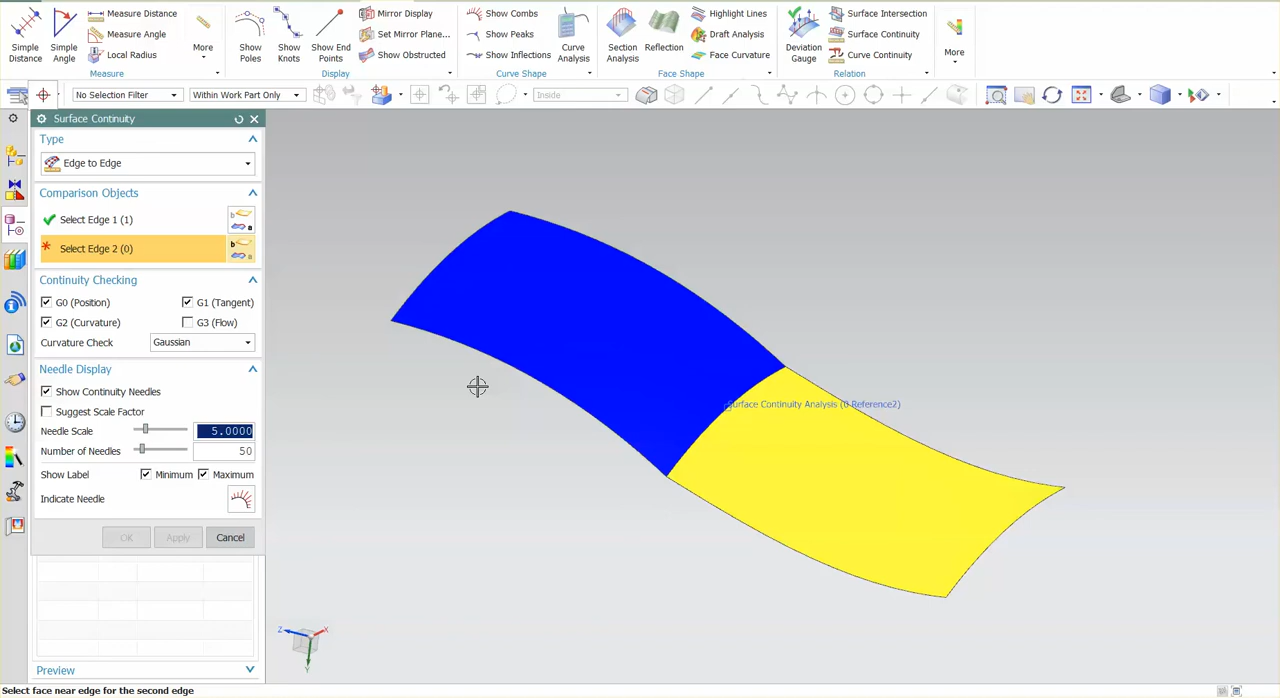 Simple Distance
Simple Angle
Measure Distance
Measure Angle
Local Radius
More
Measure
Show Poles
Show Knots
Show End Points
Mirror Display
Set Mirror Plane...
Show Obstructed
Display
Show Combs
Show Peaks
Show Inflections
Curve Analysis
Curve Shape
Section Analysis
Reflection
Highlight Lines
Draft Analysis
Face Curvature
Face Shape
Deviation Gauge
Surface Intersection
Surface Continuity
Curve Continuity
Relation
More
No Selection Filter
Within Work Part Only
Inside
Surface Continuity
Type
Edge to Edge
Comparison Objects
Select Edge 1 (1)
Select Edge 2 (0)
Continuity Checking
G0 (Position)
G1 (Tangent)
G2 (Curvature)
G3 (Flow)
Curvature Check
Gaussian
Needle Display
Show Continuity Needles
Suggest Scale Factor
Needle Scale
5.0000
Number of Needles
50
Show Label
Minimum
Maximum
Indicate Needle
OK
Apply
Cancel
Preview
Surface Continuity Analysis (0 Reference2)
Z
X
Y
Select face near edge for the second edge